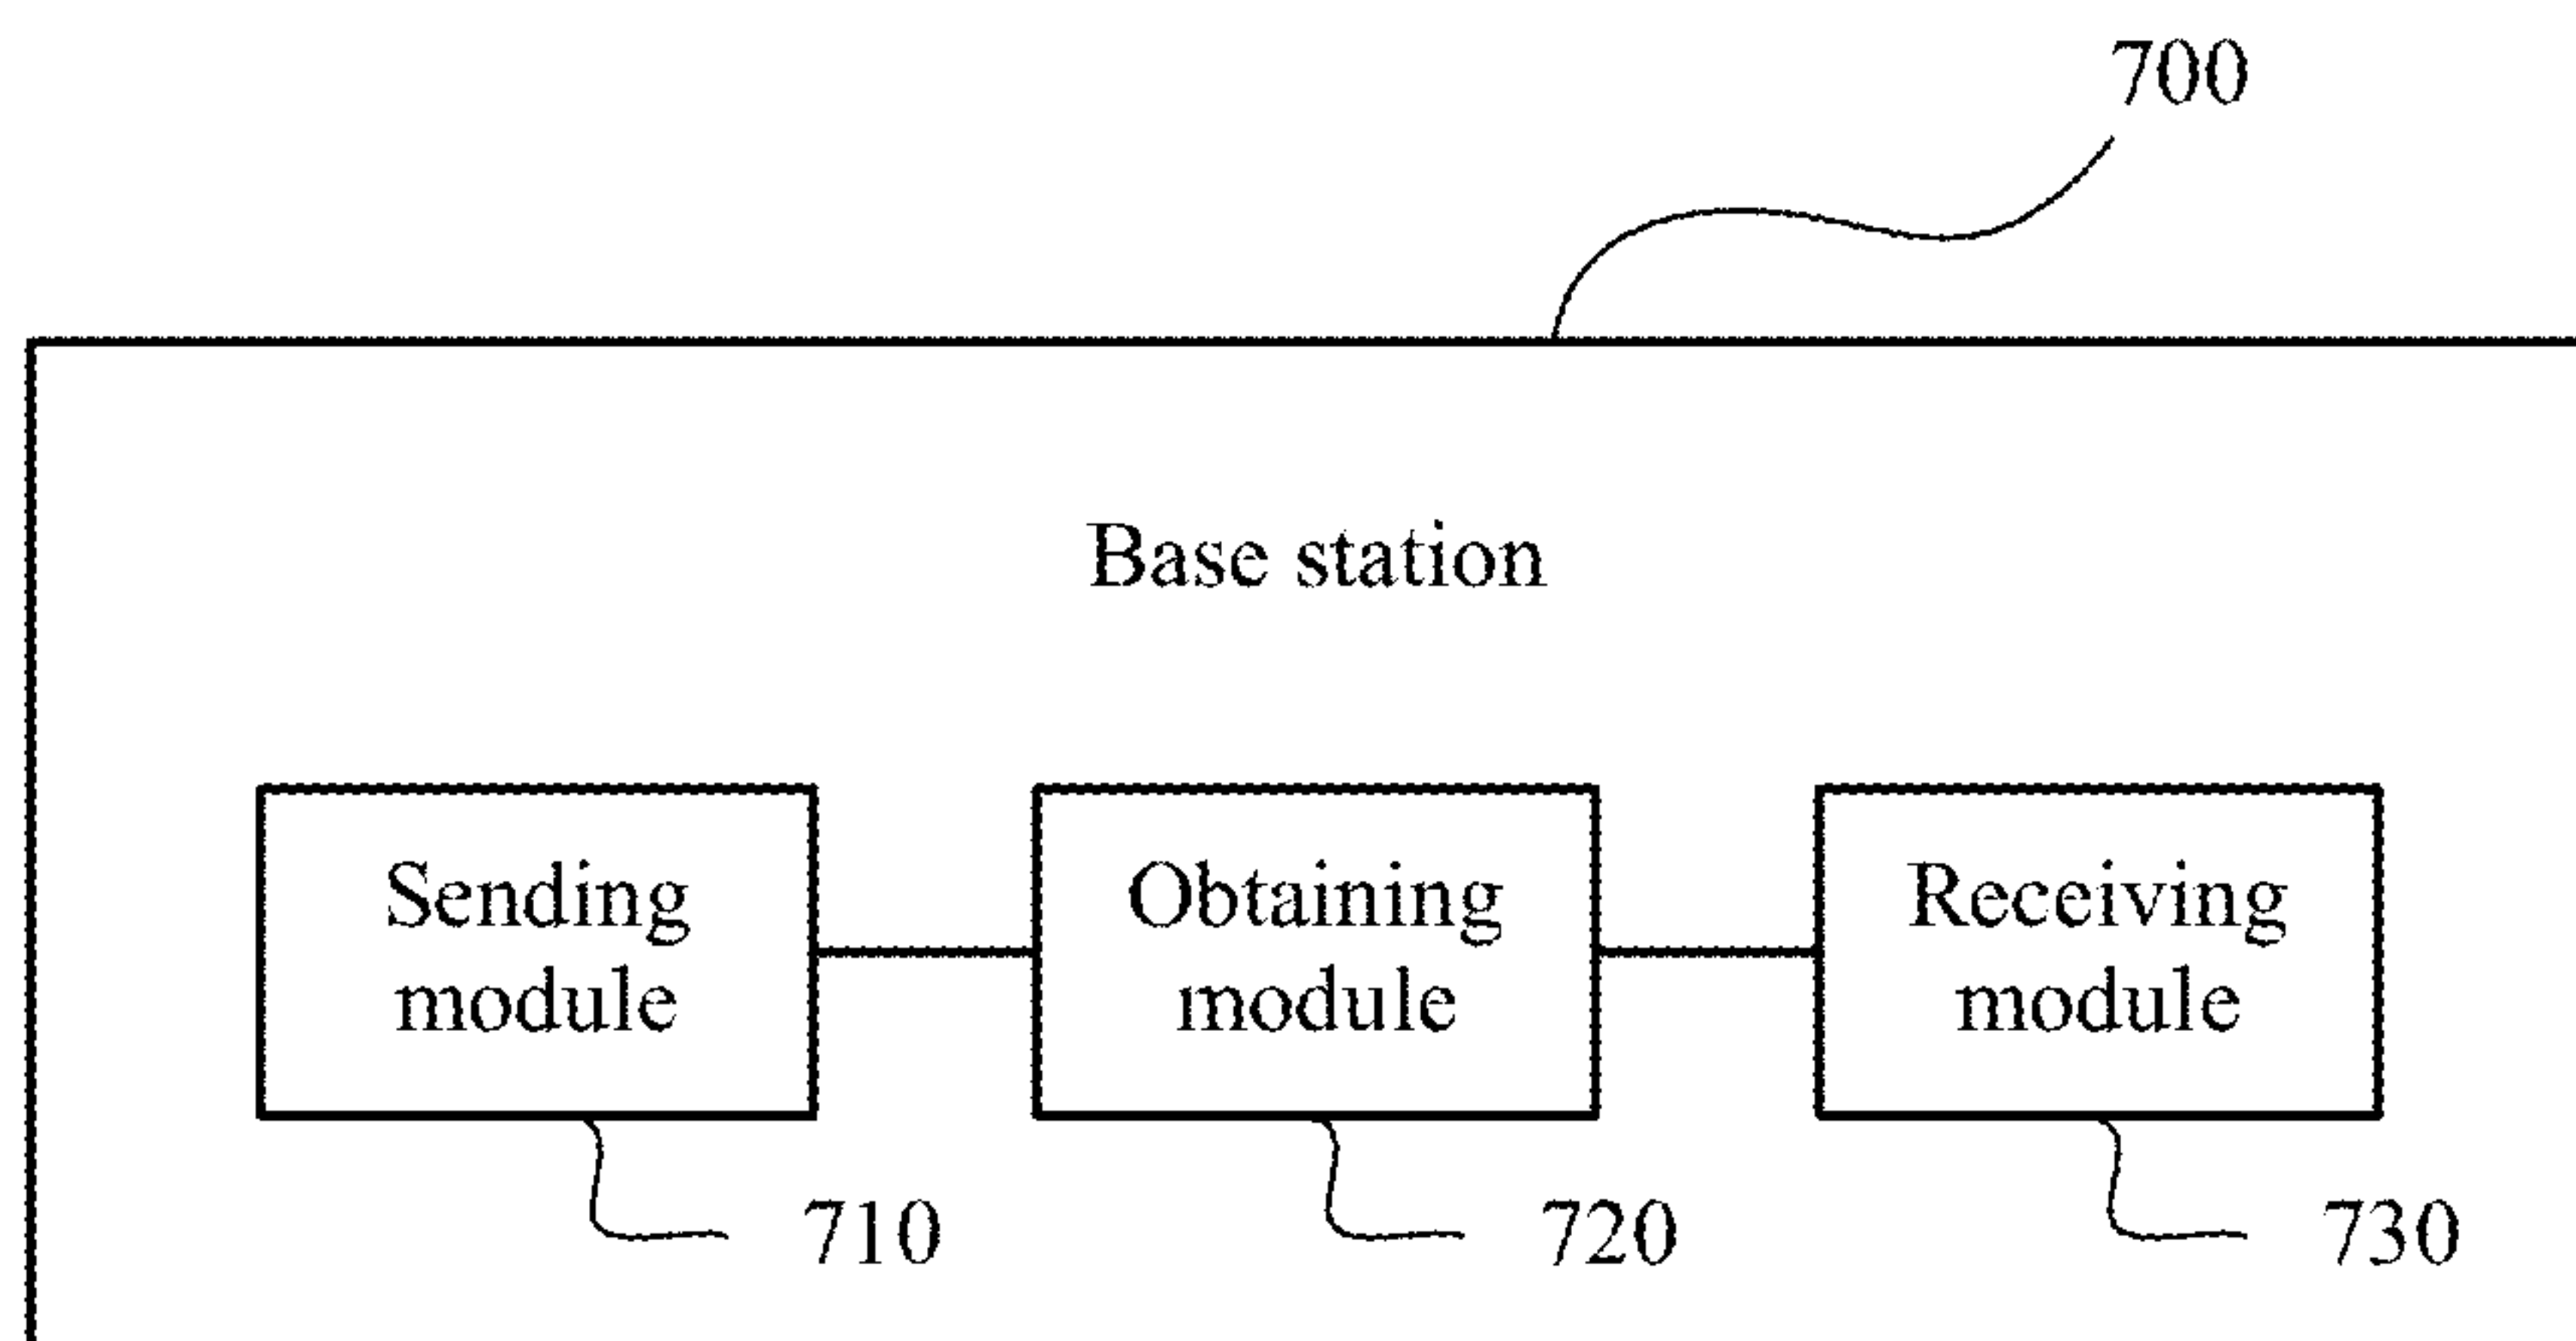 700
Base station
Sending
module
Obtaining
module
Receiving
module
710
720
730